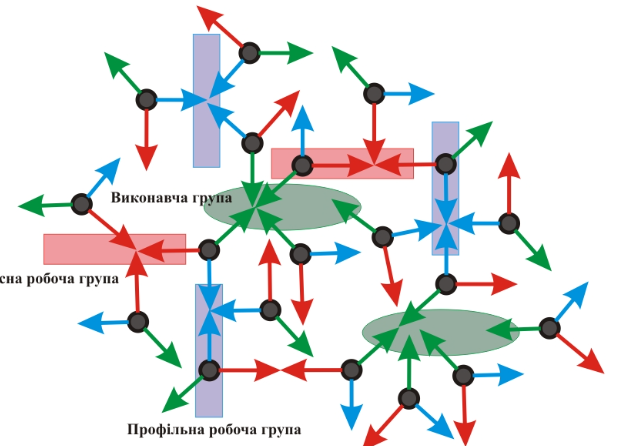 Виконавча група
сна робоча група
Профільна робоча група